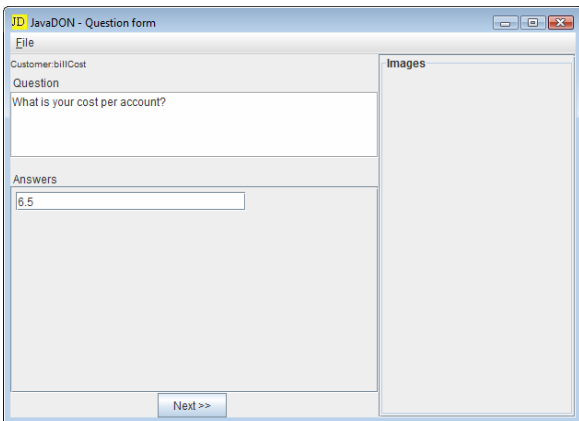 JD JavaDON - Question form
File
Customer:billCost
Question
What is your cost per account?
Answers
6.5
Next >>
Images